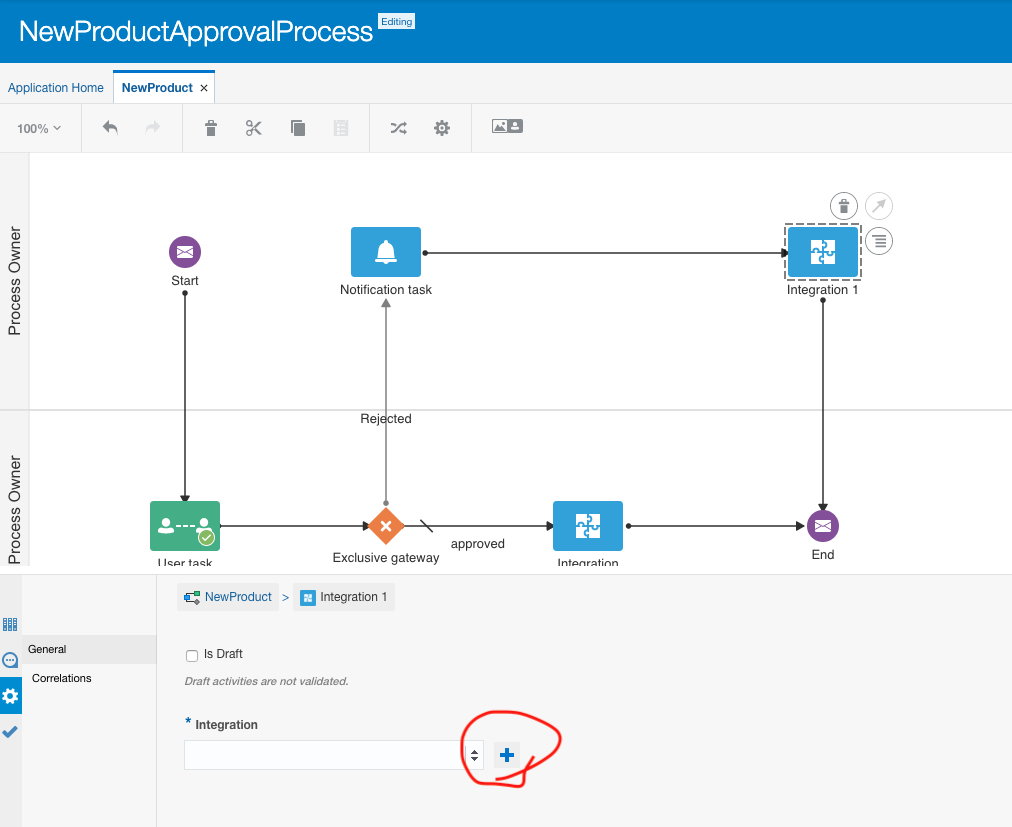 NewProductApprovalProcess Editing
Application Home NewProduct ×
100%
Process Owner
Start
Notification task
Integration 1
Rejected
Process Owner
User task
Exclusive gateway
approved
Integration
End
NewProduct > Integration 1
General
Correlations
Is Draft
Draft activities are not validated.
* Integration